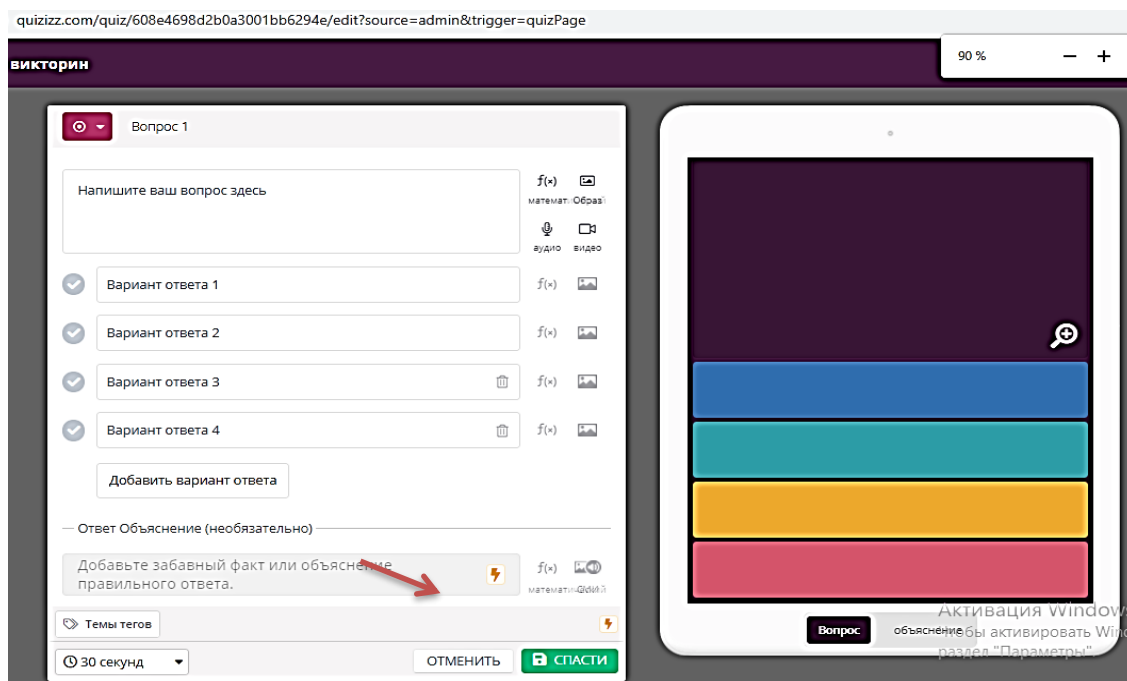 quizizz.com/quiz/608e4698d2b0a3001bb6294e/edit?source=admin&trigger=quizPage
90 %
викторин
Вопрос 1
Напишите ваш вопрос здесь
f(x)
Образ
аудио видео
Вариант ответа 1
f(x)
Вариант ответа 2
f(x)
Вариант ответа 3
f(x)
Вариант ответа 4
f(x)
Добавить вариант ответа
Ответ Объяснение (необязательно)
Добавьте забавный факт или объяснение
правильного ответа.
f(x)
Темы тегов
30 секунд
ОТМЕНИТЬ
СПАСТИ
Вопрос
объяснение
Активация Windows
Чтобы активировать Win
раздел "Параметры".